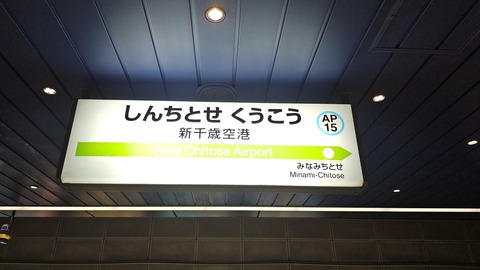 しんちとせ くうこう
新千歳空港
AP
15
New Chitose Airport
みなみちとせ
Minami-Chitose